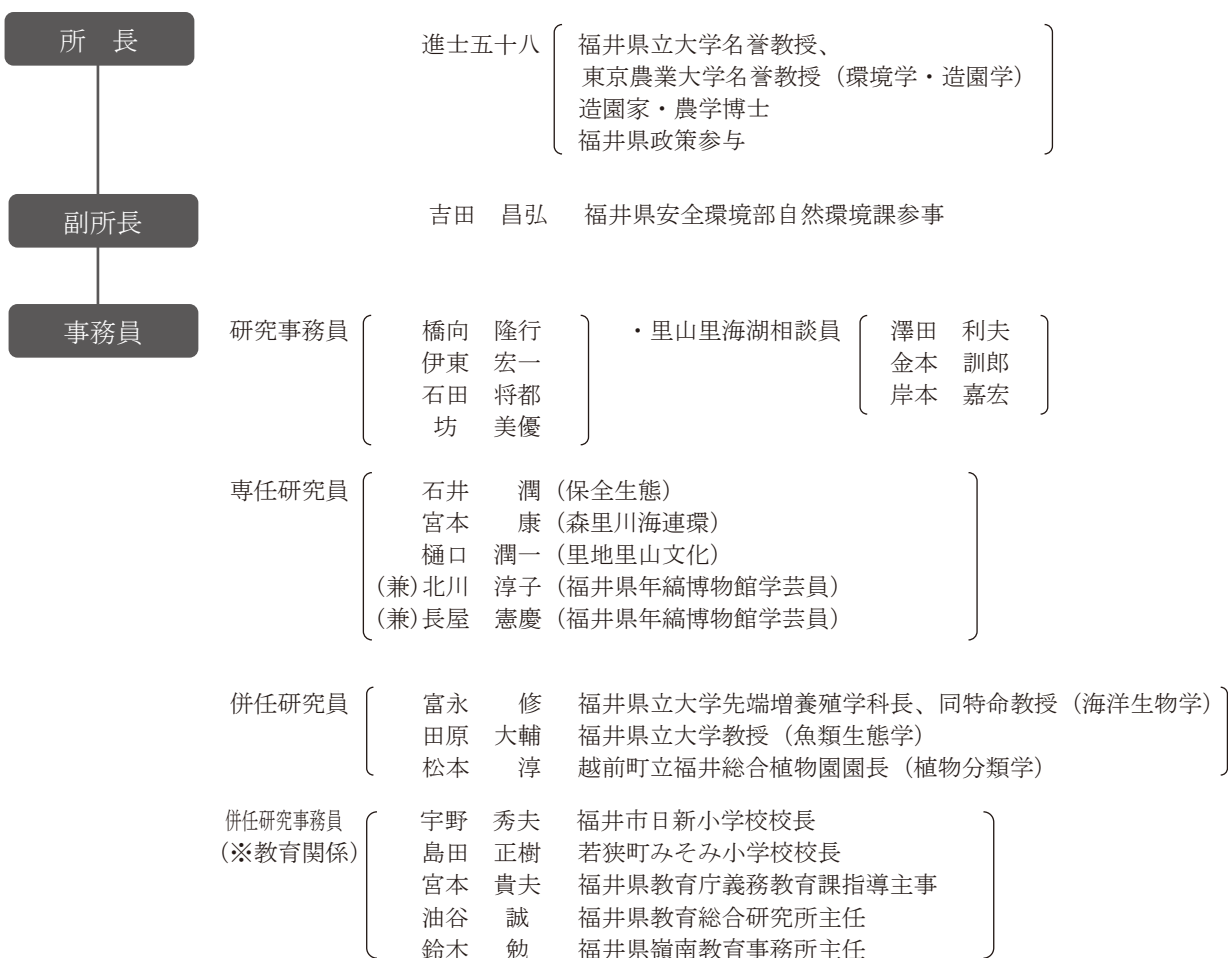 所　長
進士五十八　福井県立大学名誉教授、
東京農業大学名誉教授（環境学・造園学）
造園家・農学博士
福井県政策参与
副所長
吉田　昌弘　福井県安全環境部自然環境課参事
事務員
研究事務員
橋向　隆行
伊東　宏一
石田　将都
坊　美優
・里山里海湖相談員
澤田　利夫
金本　訓郎
岸本　嘉宏
専任研究員
石井　潤（保全生態）
宮本　康（森里川海連環）
樋口　潤一（里地里山文化）
(兼)北川　淳子（福井県年縞博物館学芸員）
(兼)長屋　憲慶（福井県年縞博物館学芸員）
併任研究員
富永　修　福井県立大学先端増養殖学科長、同特命教授（海洋生物学）
田原　大輔　福井県立大学教授（魚類生態学）
松本　淳　越前町立福井総合植物園園長（植物分類学）
併任研究事務員
（※教育関係）
宇野　秀夫　福井市日新小学校校長
島田　正樹　若狭町みそみ小学校校長
宮本　貴夫　福井県教育庁義務教育課指導主事
油谷　誠　福井県教育総合研究所主任
鈴木　勉　福井県嶺南教育事務所主任